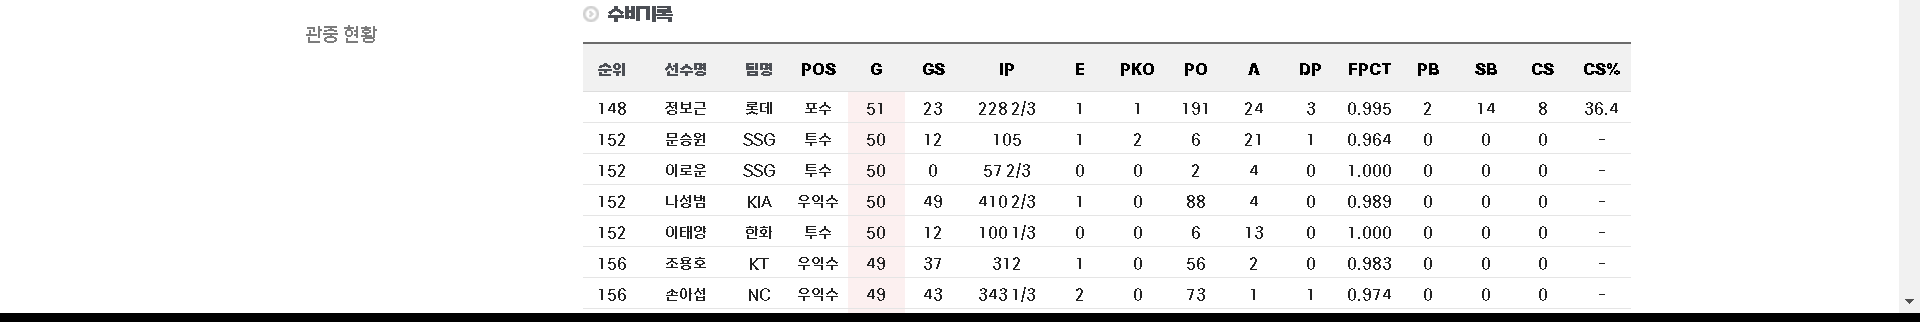 수비기록
관중 현황
순위 선수명 팀명 POS G GS IP E PKO PO A DP FPCT PB SB CS CS%
148 정보근 롯데 포수 51 23 228 2/3 1 1 191 24 3 0.995 2 14 8 36.4
152 문승원 SSG 투수 50 12 105 1 2 6 21 1 0.964 0 0 0 -
152 이로운 SSG 투수 50 0 57 2/3 0 0 2 4 0 1.000 0 0 0 -
152 나성범 KIA 우익수 50 49 410 2/3 1 0 88 4 0 0.989 0 0 0 -
152 이태양 한화 투수 50 12 100 1/3 0 0 6 13 0 1.000 0 0 0 -
156 조용호 KT 우익수 49 37 312 1 0 56 2 0 0.983 0 0 0 -
156 손아섭 NC 우익수 49 43 343 1/3 2 0 73 1 1 0.974 0 0 0 -